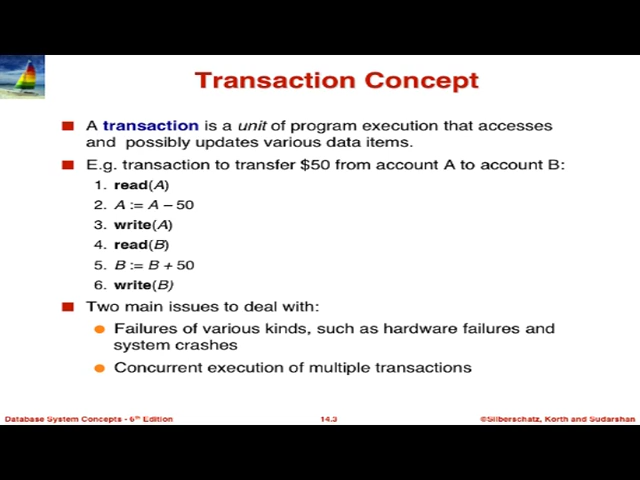 Transaction Concept
A transaction is a unit of program execution that accesses
and possibly updates various data items.
E.g. transaction to transfer $50 from account A to account B:
1. read(A)
2. A := A – 50
3. write(A)
4. read(B)
5. B := B + 50
6. write(B)
Two main issues to deal with:
Failures of various kinds, such as hardware failures and
system crashes
Concurrent execution of multiple transactions
Database System Concepts - 6th Edition 14.3 ©Silberschatz, Korth and Sudarshan